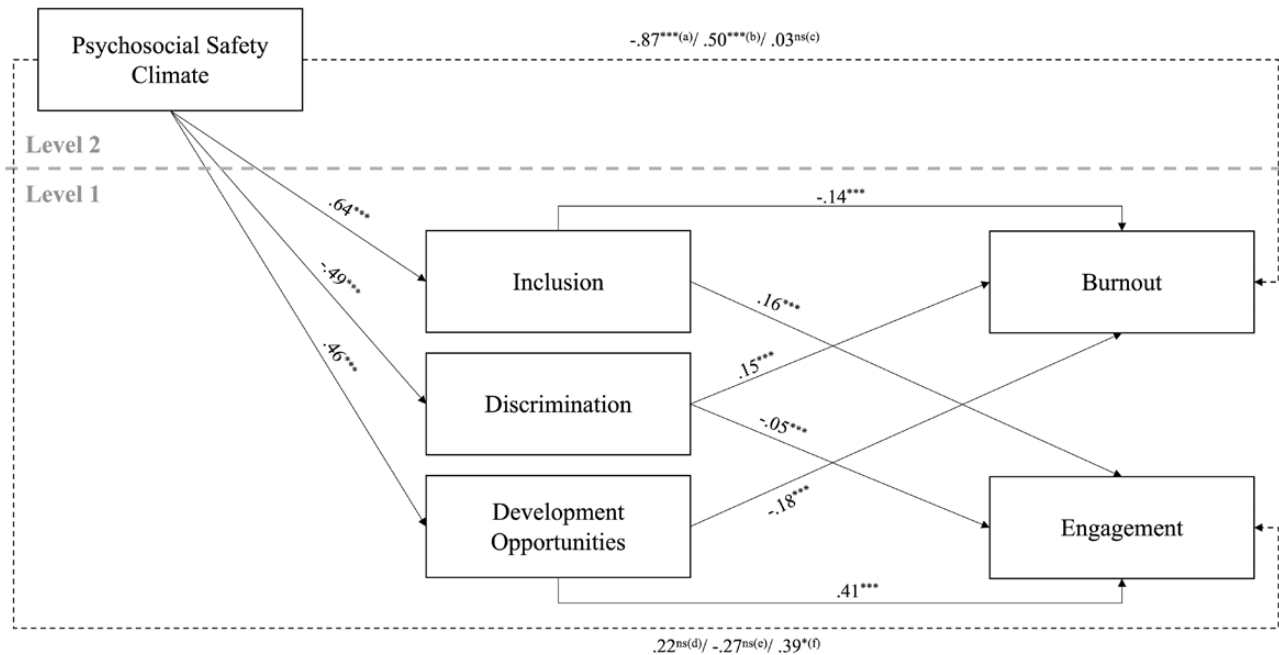 Psychosocial Safety
Climate
-.87***(a)/ .50***(b)/ .03ns(c)
Level 2
Level 1
.64***
-.49***
.46***
Inclusion
Discrimination
Development
Opportunities
-.14***
.16***
.15***
-.05***
-.18***
.41***
Burnout
Engagement
.22ns(d)/ -.27ns(e)/ .39*(f)